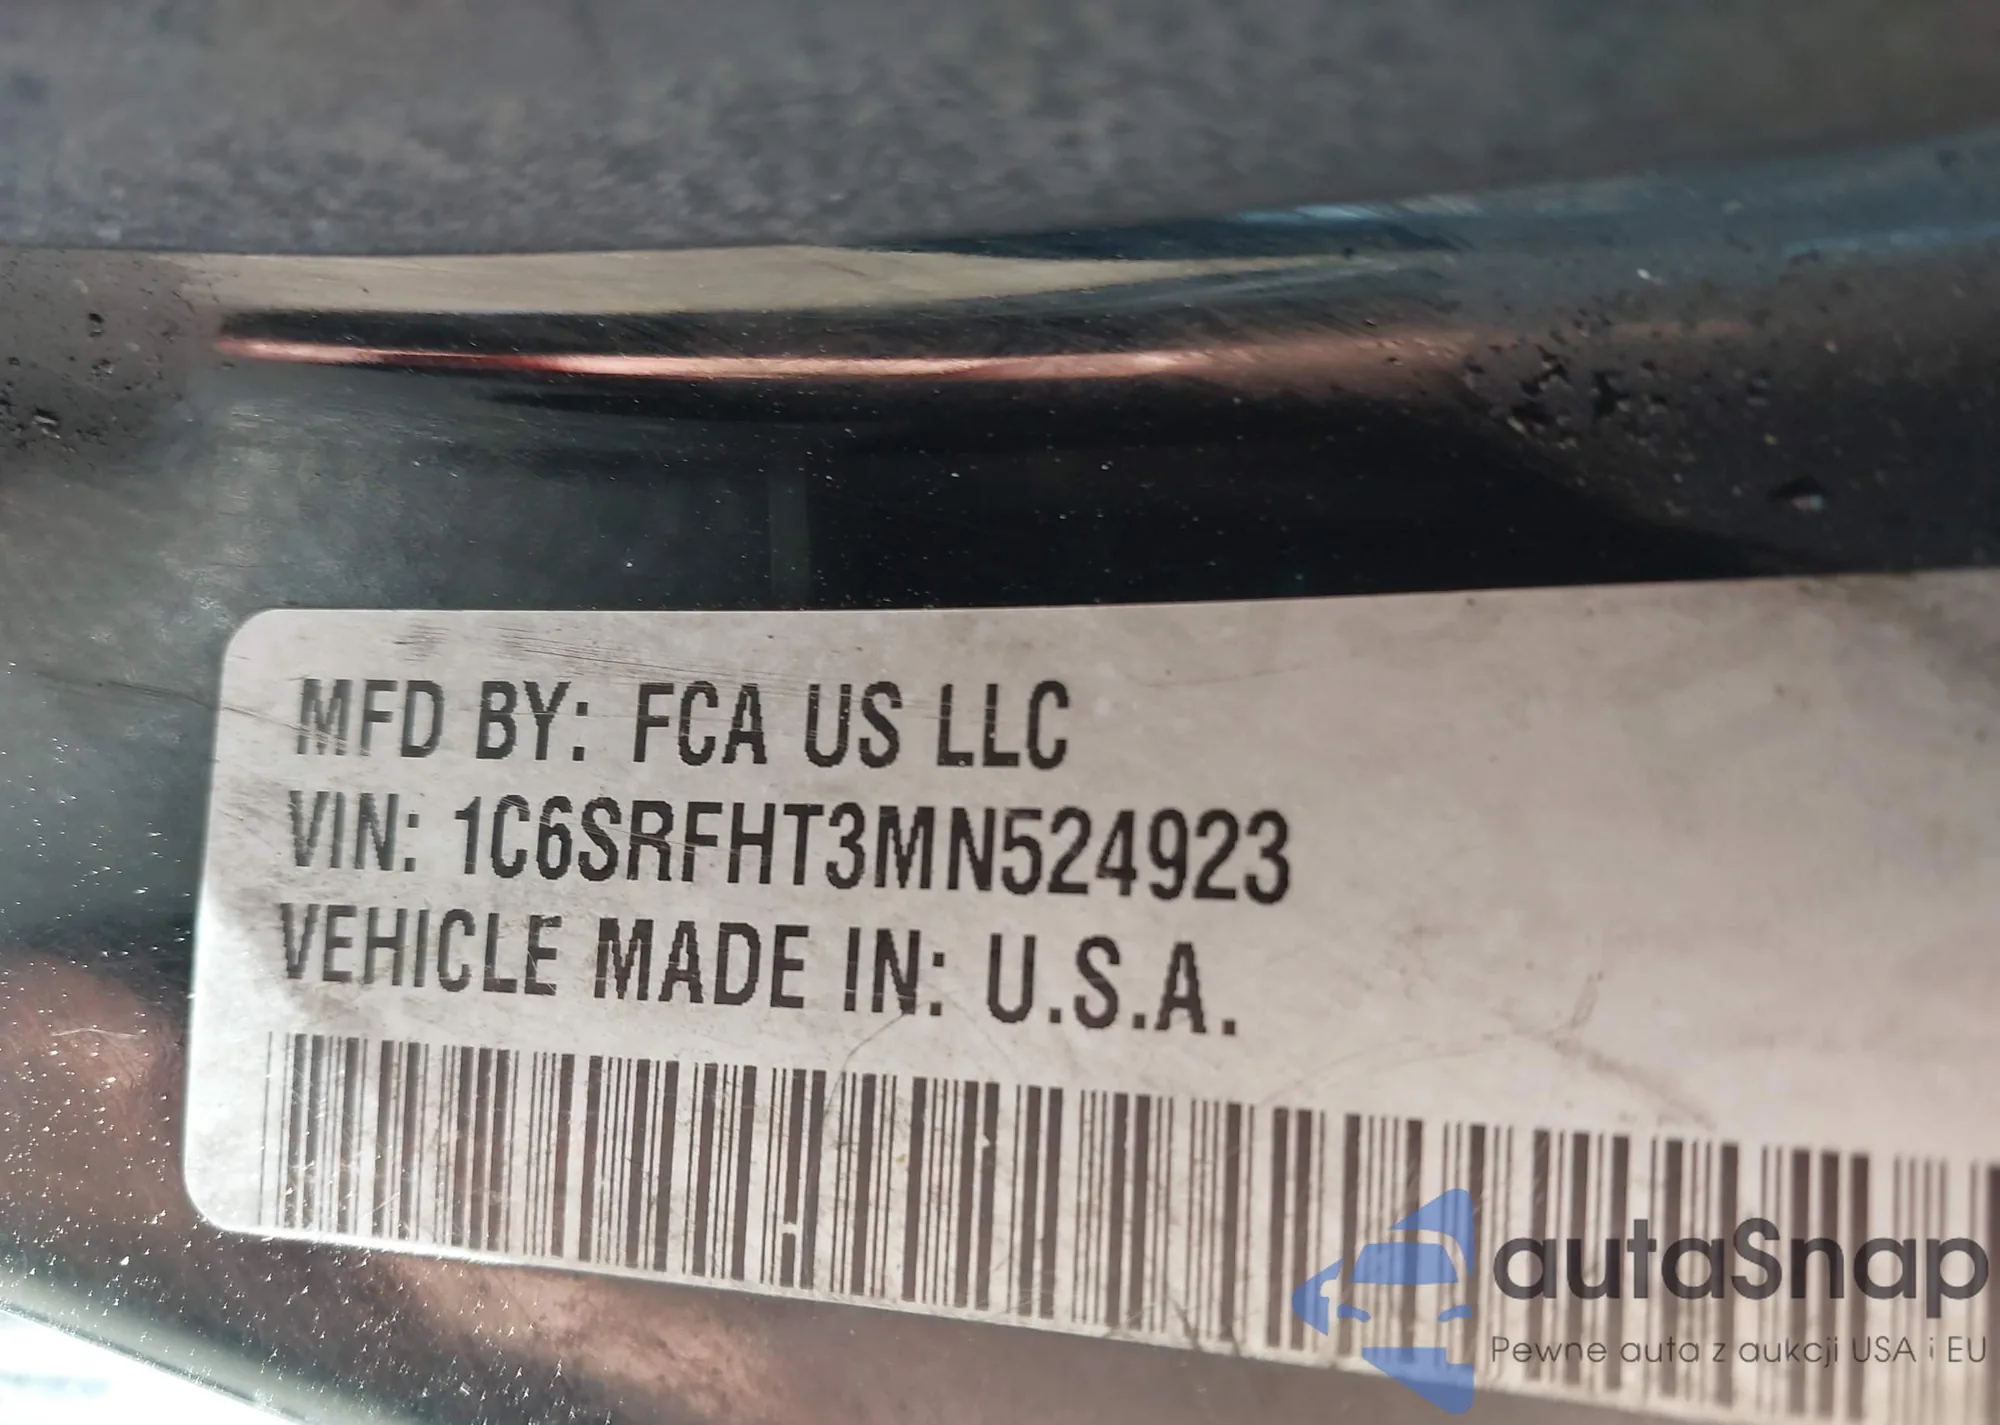 MFD BY: FCA US LLC
VIN: 1C6SRFHT3MN524923
VEHICLE MADE IN: U.S.A.
autaSnap
Pewne auta z aukcji USA i EU